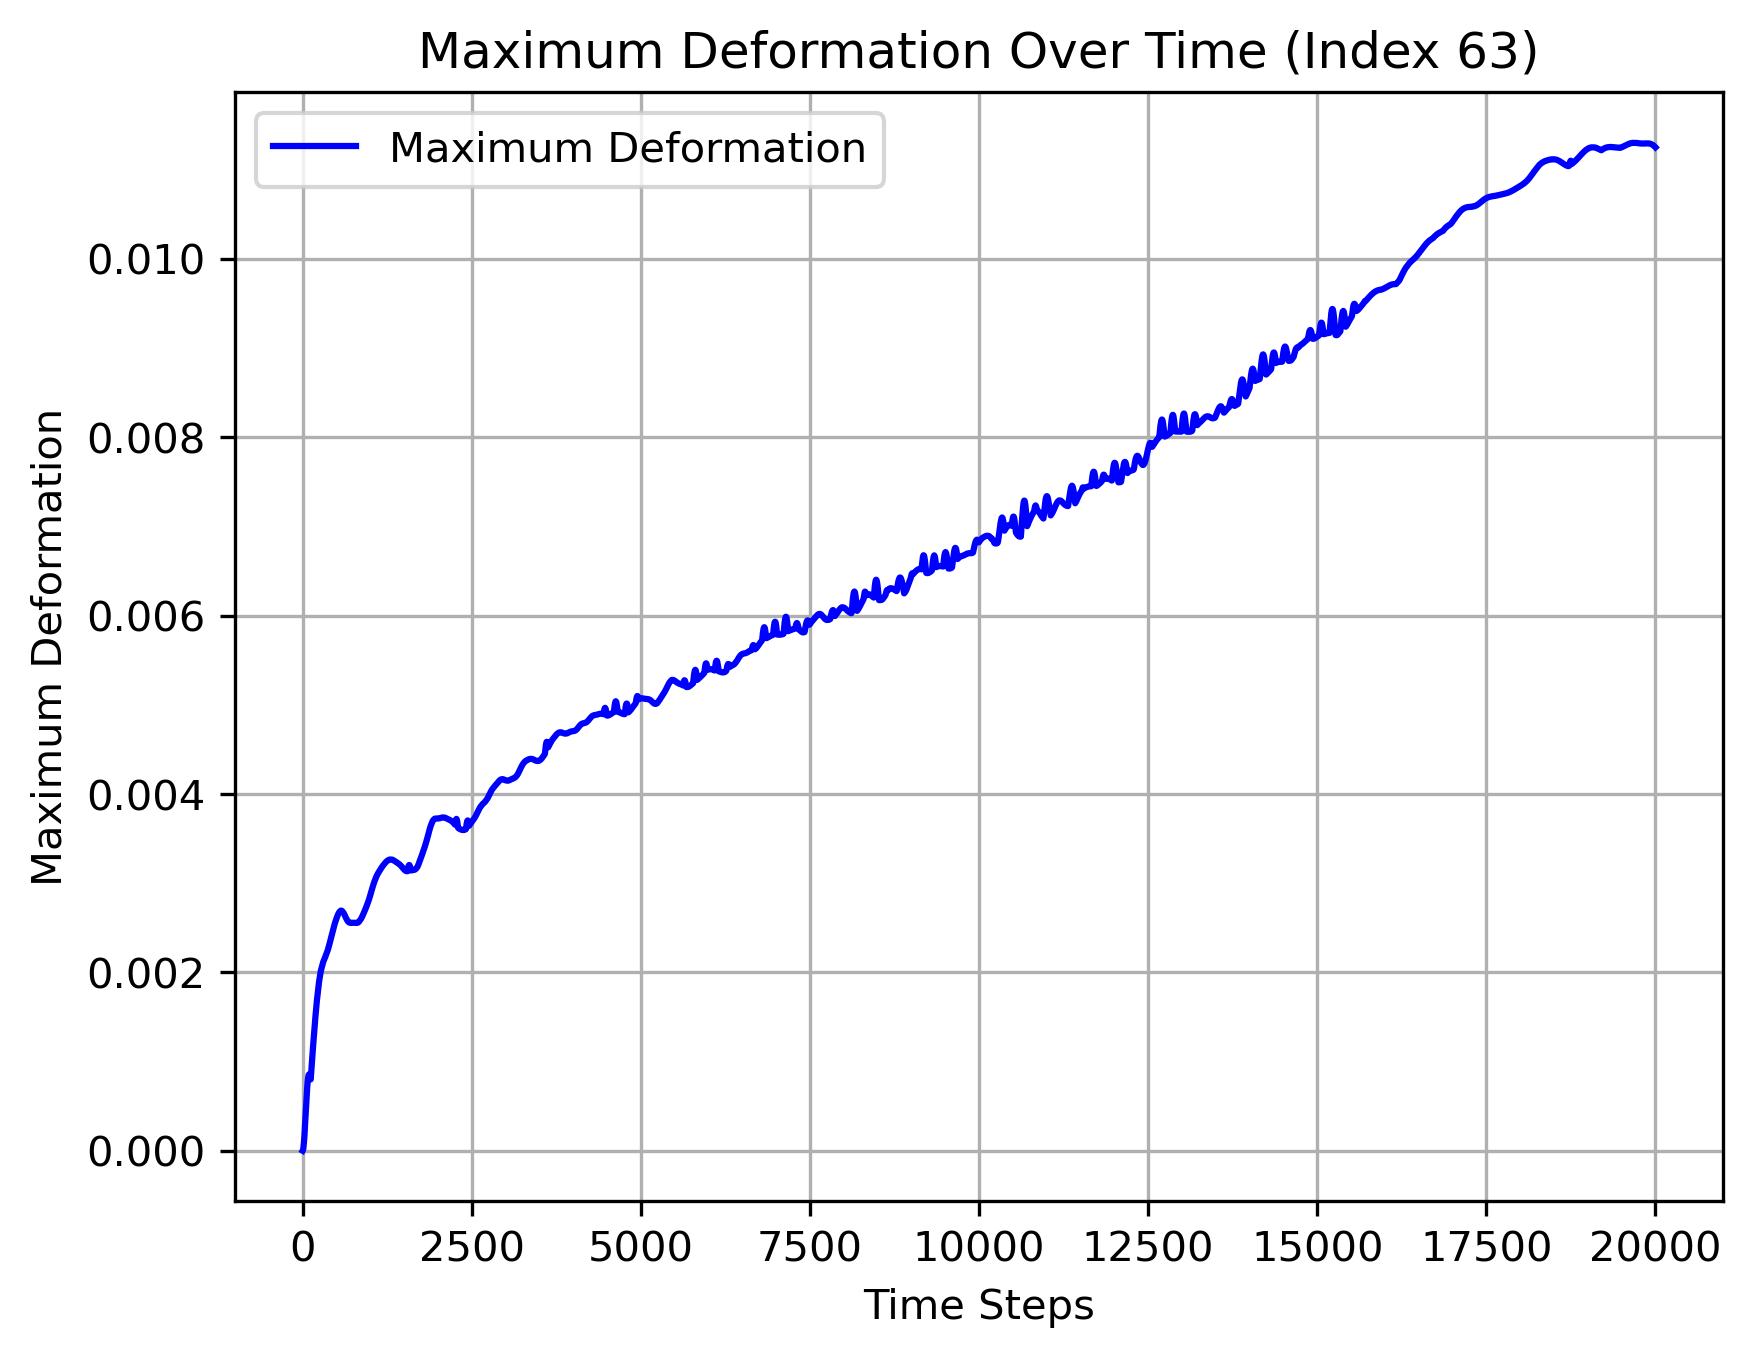 Maximum Deformation Over Time (Index 63)
Maximum Deformation
0.010
0.008
0.006
0.004
0.002
0.000
Maximum Deformation
0 2500 5000 7500 10000 12500 15000 17500 20000
Time Steps